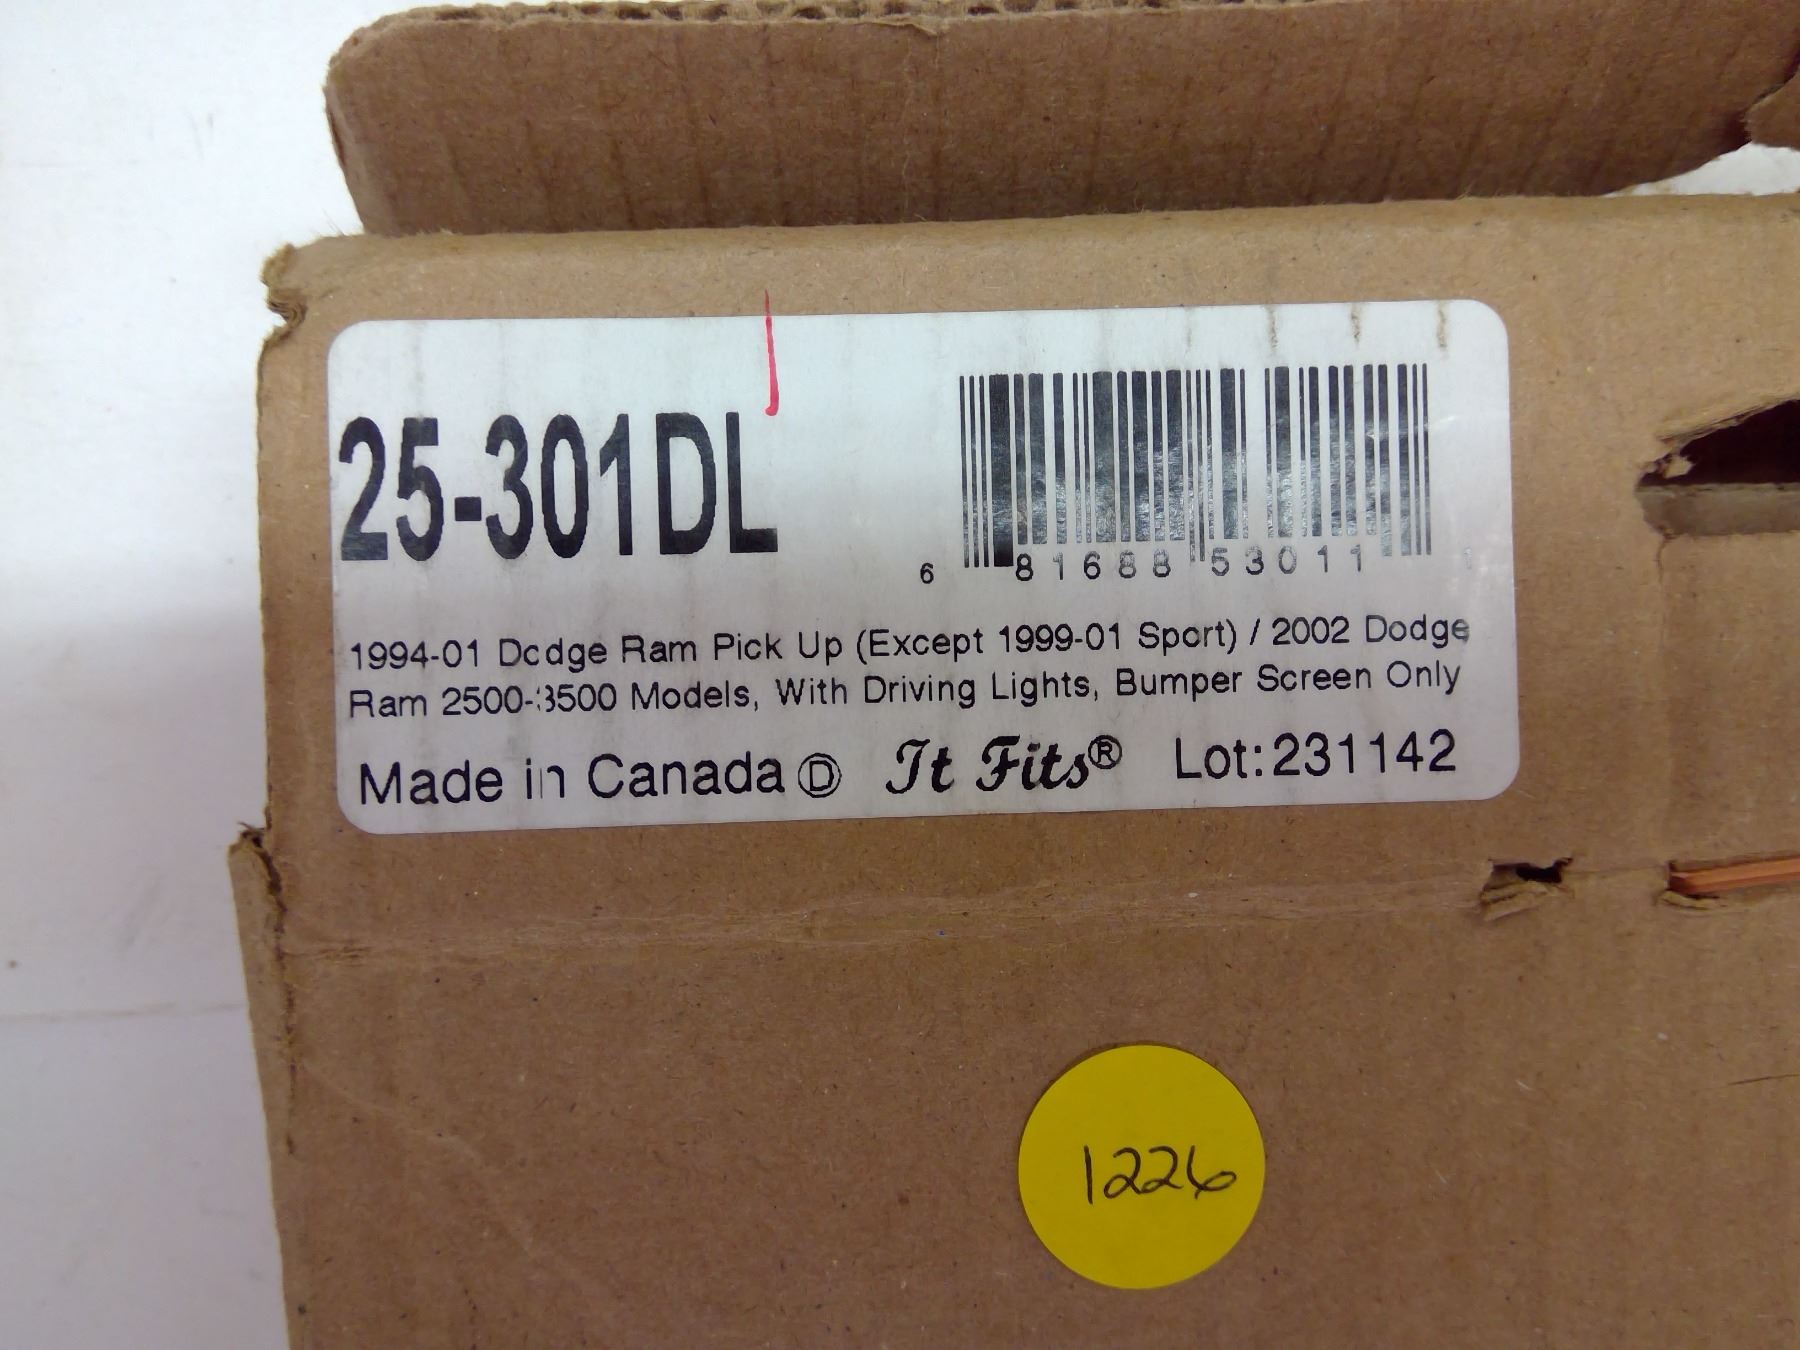 25-301DL
6 81688 53011 1
1994-01 Dodge Ram Pick Up (Except 1999-01 Sport) / 2002 Dodge
Ram 2500-3500 Models, With Driving Lights, Bumper Screen Only
Made in Canada Ⓓ It Fits® Lot:231142
1226